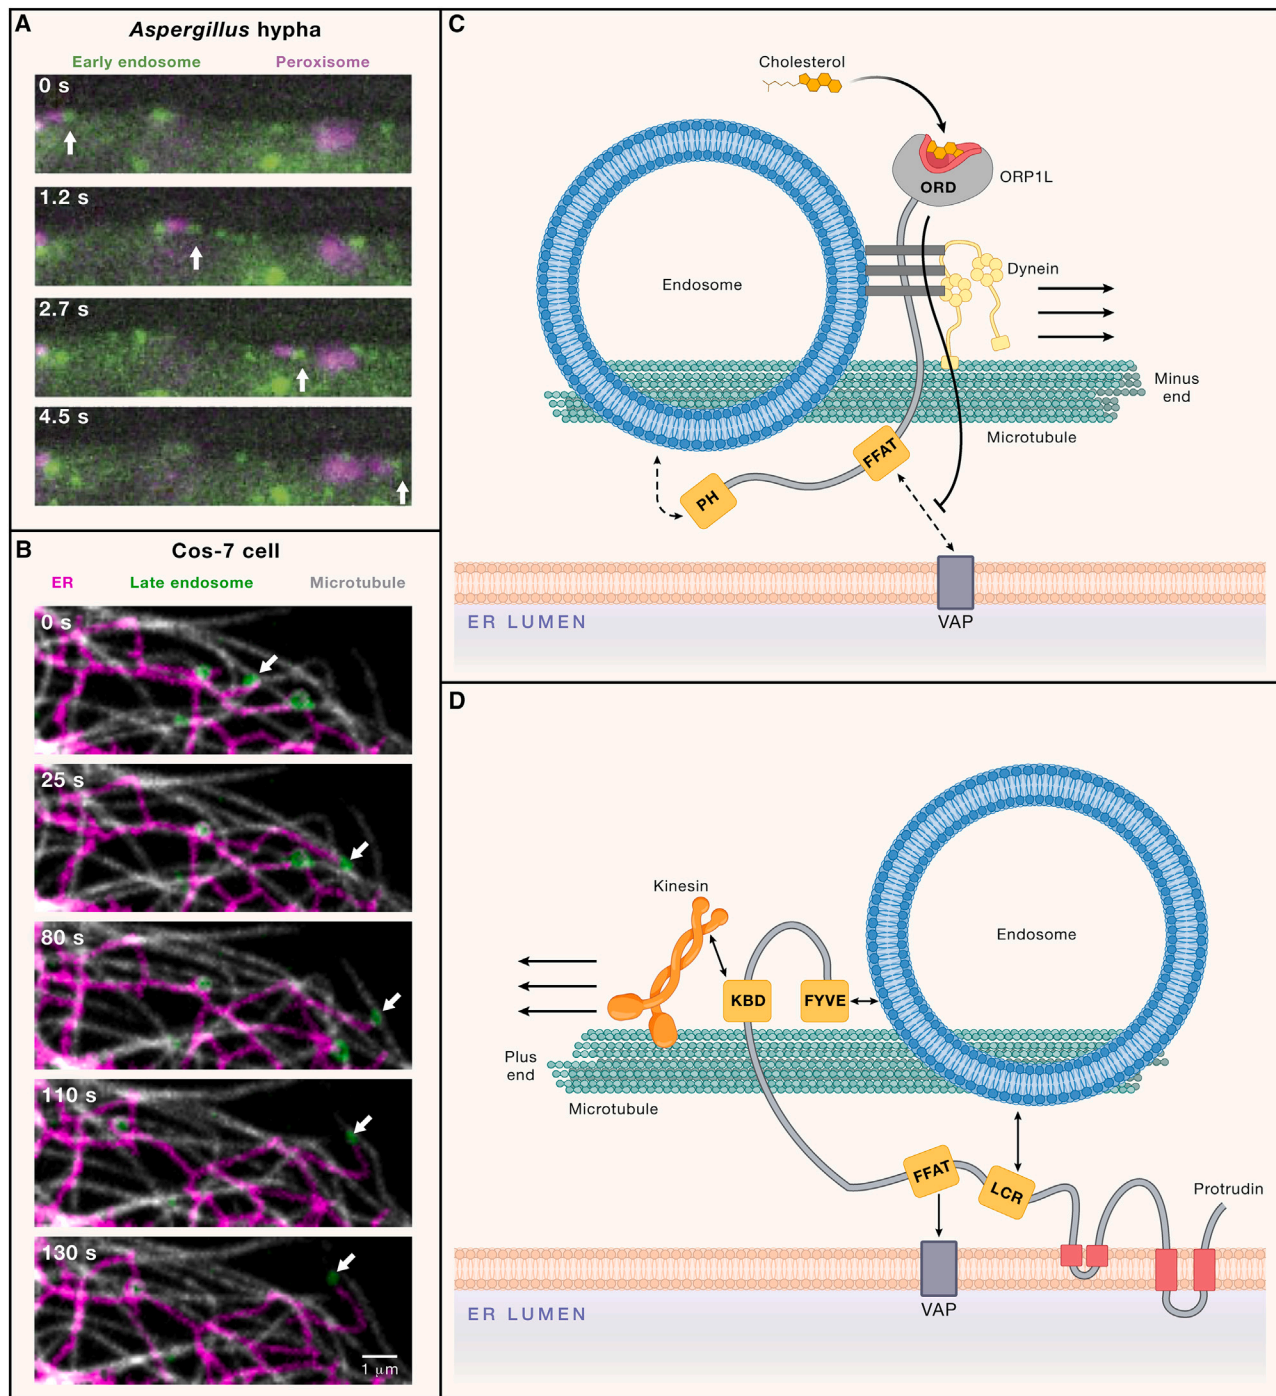 A
Aspergillus hypha
Early endosome
Peroxisome
0 s
1.2 s
2.7 s
4.5 s
B
Cos-7 cell
ER
Late endosome
Microtubule
0 s
25 s
80 s
110 s
130 s
1 μm
C
Cholesterol
ORD
ORP1L
Endosome
Dynein
Minus
end
Microtubule
FFAT
PH
VAP
ER LUMEN
D
Kinesin
Endosome
KBD
FYVE
Plus
end
Microtubule
FFAT
LCR
Protrudin
VAP
ER LUMEN